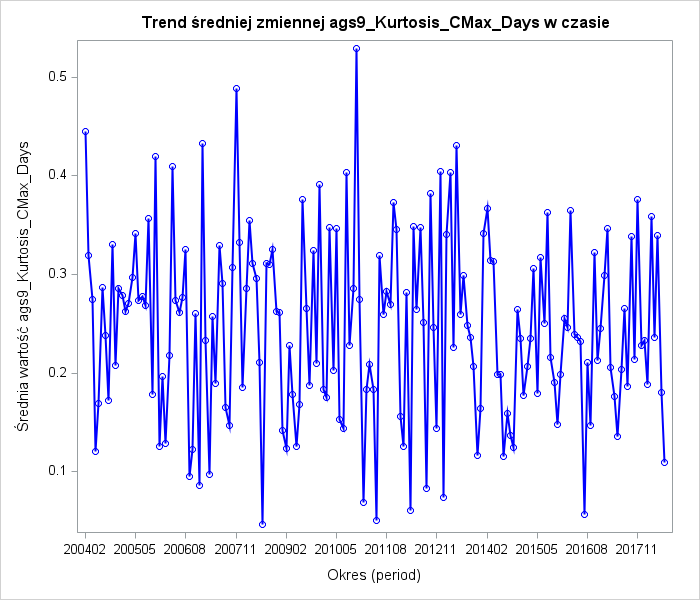 Trend średniej zmiennej ags9_Kurtosis_CMax_Days w czasie
Średnia wartość ags9_Kurtosis_CMax_Days
0.5
0.4
0.3
0.2
0.1
200402 200505 200608 200711 200902 201005 201108 201211 201402 201505 201608 201711
Okres (period)